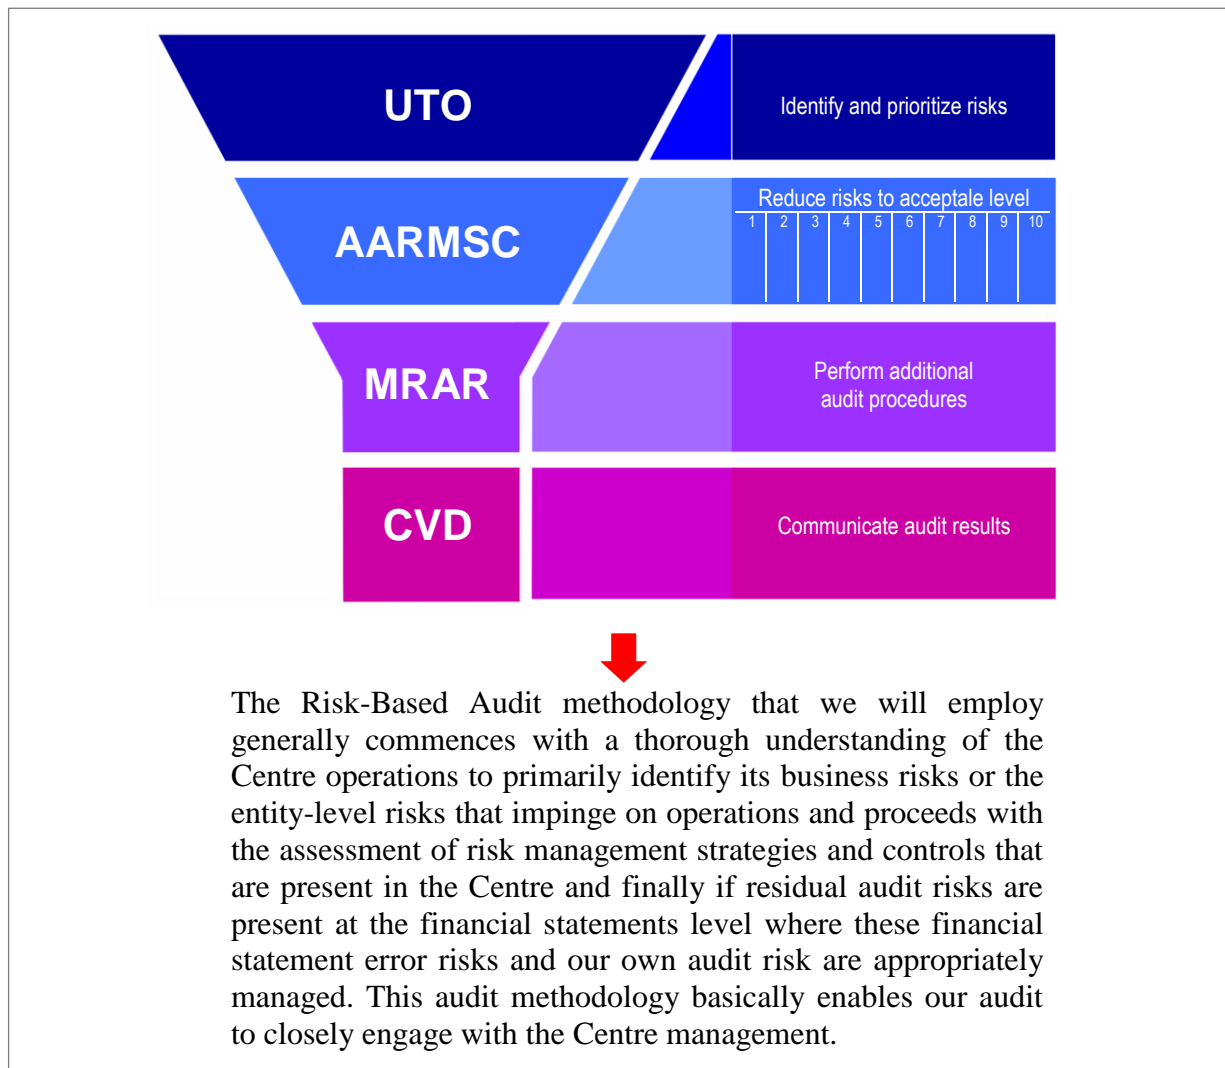 UTO
Identify and prioritize risks
AARMSC
Reduce risks to acceptale level
1 2 3 4 5 6 7 8 9 10
MRAR
Perform additional
audit procedures
CVD
Communicate audit results
The Risk-Based Audit methodology that we will employ
generally commences with a thorough understanding of the
Centre operations to primarily identify its business risks or the
entity-level risks that impinge on operations and proceeds with
the assessment of risk management strategies and controls that
are present in the Centre and finally if residual audit risks are
present at the financial statements level where these financial
statement error risks and our own audit risk are appropriately
managed. This audit methodology basically enables our audit
to closely engage with the Centre management.